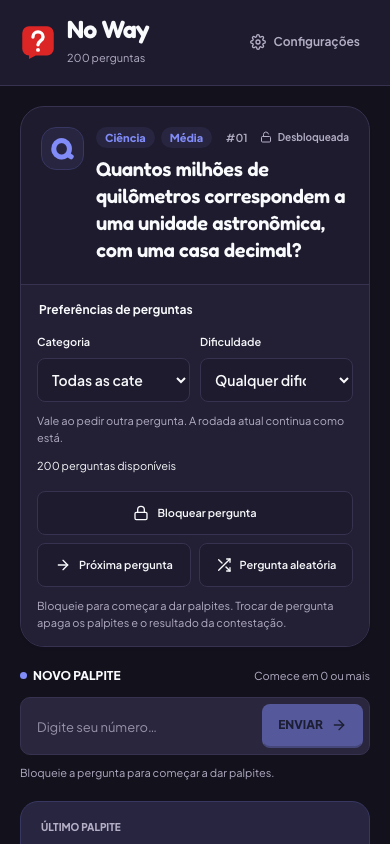 No Way
200 perguntas
Configurações
Q
Ciência
Média
#01
Desbloqueada
Quantos milhões de
quilômetros correspondem a
uma unidade astronômica,
com uma casa decimal?
Preferências de perguntas
Categoria
Dificuldade
Todas as cate
Qualquer dific
Vale ao pedir outra pergunta. A rodada atual continua como
está.
200 perguntas disponíveis
Bloquear pergunta
Próxima pergunta
Pergunta aleatória
Bloqueie para começar a dar palpites. Trocar de pergunta
apaga os palpites e o resultado da contestação.
NOVO PALPITE
Comece em 0 ou mais
Digite seu número...
ENVIAR
Bloqueie a pergunta para começar a dar palpites.
ÚLTIMO PALPITE